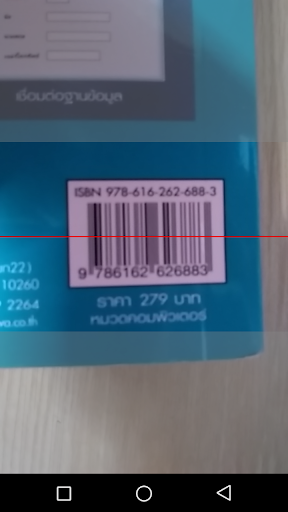 เชื่อมต่อฐานข้อมูล
ISBN 978-616-262-688-3
9 786162 626883
ราคา 279 บาท
หมวดคอมพิวเตอร์
10260
2264
.co.th